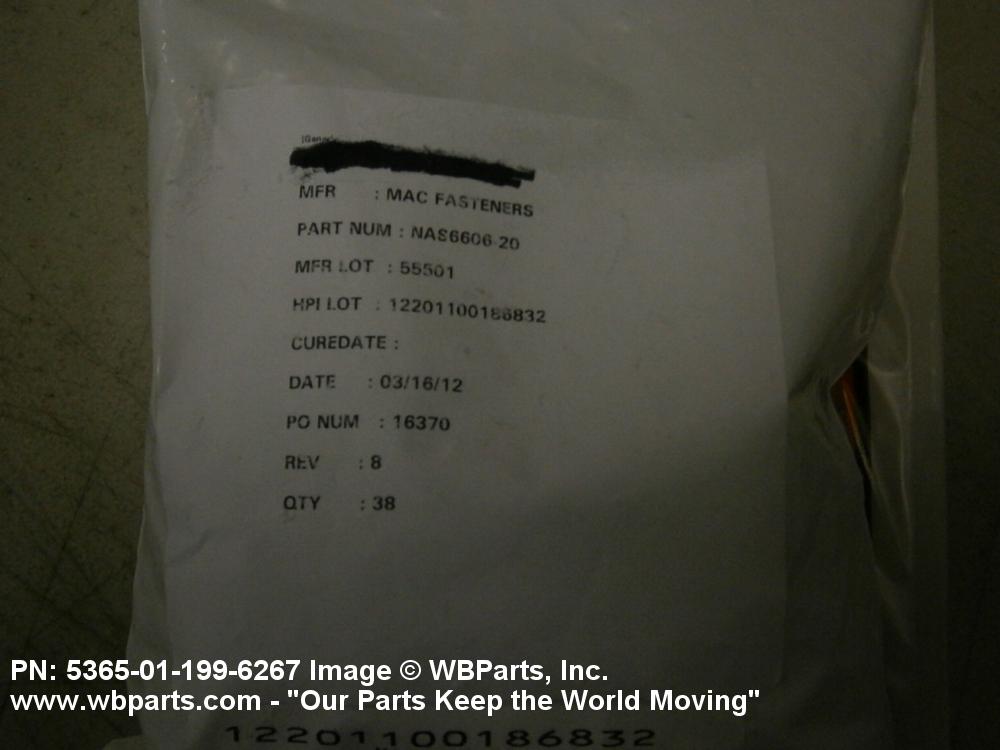 MFR : MAC FASTENERS
PART NUM : NAS6606-20
MFR LOT : 55501
HPI LOT : 12201100186832
CUREDATE :
DATE : 03/16/12
PO NUM : 16370
REV : 8
QTY : 38
PN: 5365-01-199-6267 Image © WBParts, Inc.
www.wbparts.com - "Our Parts Keep the World Moving"
12201100186832